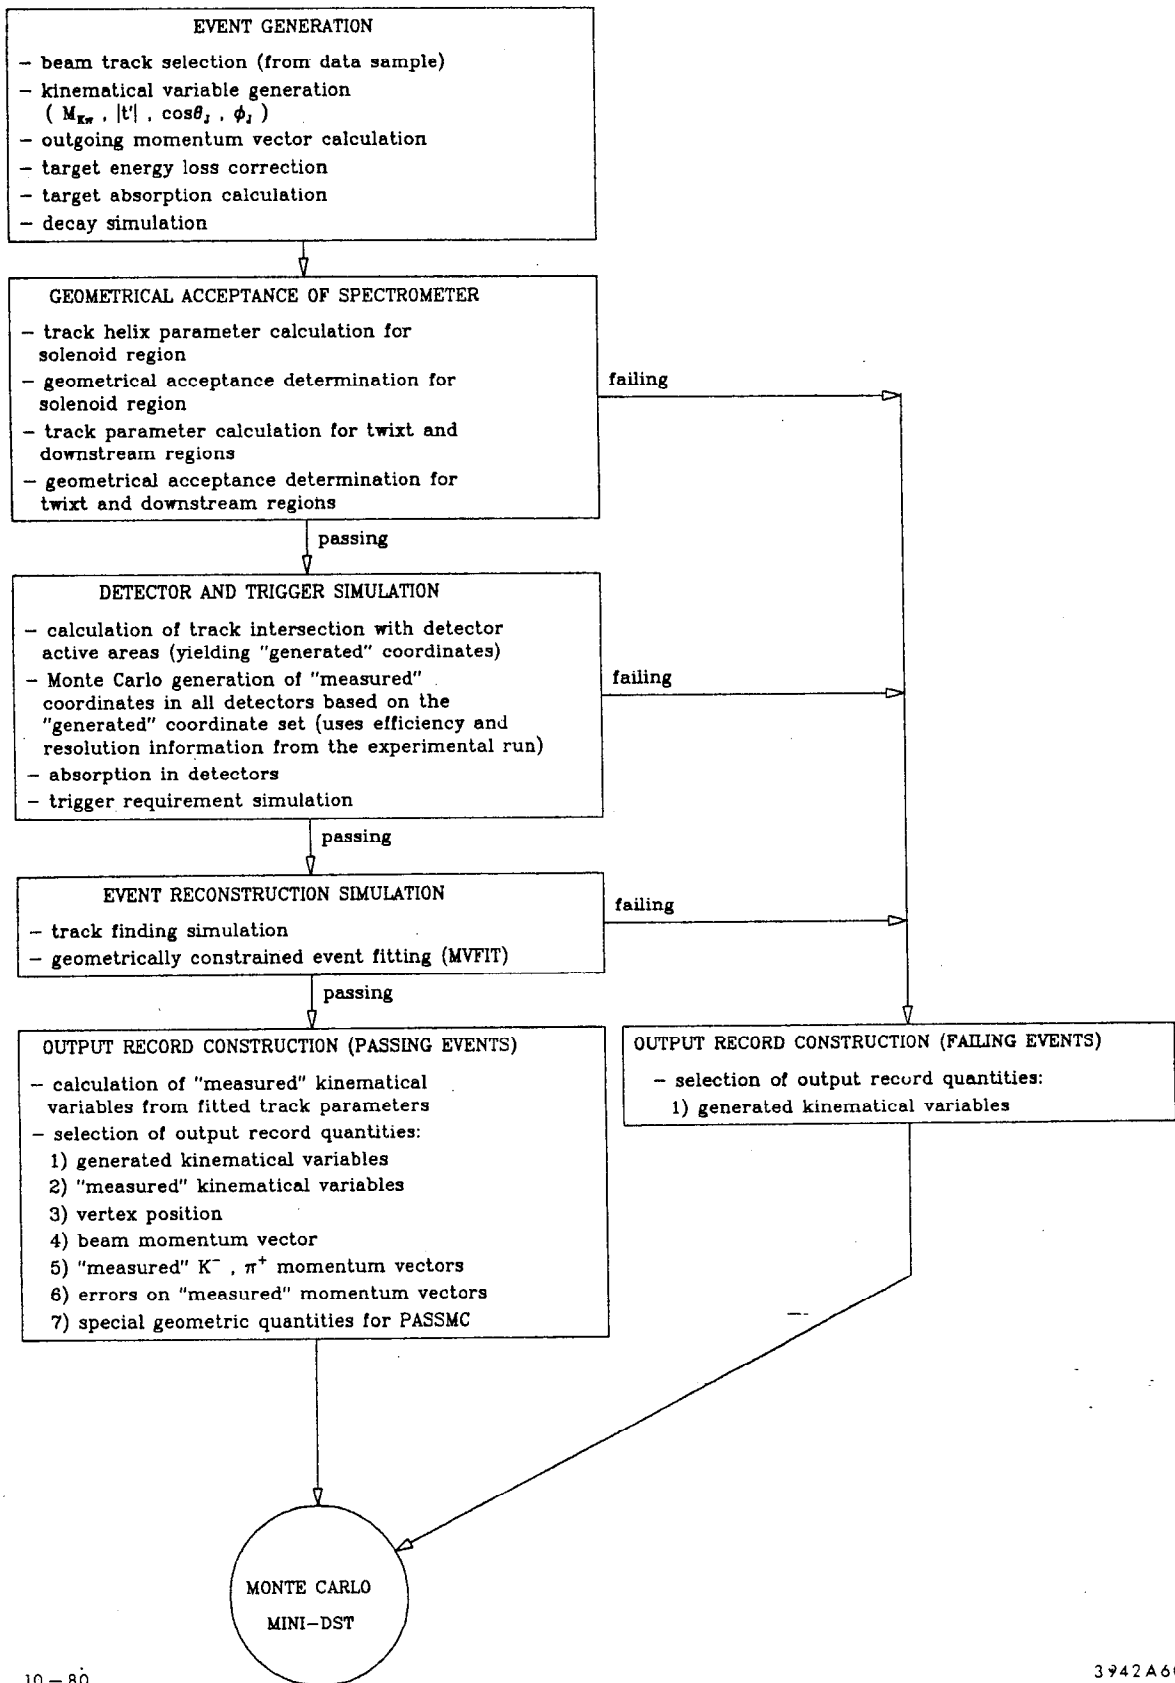 EVENT GENERATION
– beam track selection (from data sample)
– kinematical variable generation
( M_Kπ , |t'| , cosθ_J , ϕ_J )
– outgoing momentum vector calculation
– target energy loss correction
– target absorption calculation
– decay simulation
GEOMETRICAL ACCEPTANCE OF SPECTROMETER
– track helix parameter calculation for
solenoid region
– geometrical acceptance determination for
solenoid region
– track parameter calculation for twixt and
downstream regions
– geometrical acceptance determination for
twixt and downstream regions
failing
passing
DETECTOR AND TRIGGER SIMULATION
– calculation of track intersection with detector
active areas (yielding "generated" coordinates)
– Monte Carlo generation of "measured"
coordinates in all detectors based on the
"generated" coordinate set (uses efficiency and
resolution information from the experimental run)
– absorption in detectors
– trigger requirement simulation
failing
passing
EVENT RECONSTRUCTION SIMULATION
– track finding simulation
– geometrically constrained event fitting (MVFIT)
failing
passing
OUTPUT RECORD CONSTRUCTION (PASSING EVENTS)
– calculation of "measured" kinematical
variables from fitted track parameters
– selection of output record quantities:
1) generated kinematical variables
2) "measured" kinematical variables
3) vertex position
4) beam momentum vector
5) "measured" K⁻ , π⁺ momentum vectors
6) errors on "measured" momentum vectors
7) special geometric quantities for PASSMC
OUTPUT RECORD CONSTRUCTION (FAILING EVENTS)
– selection of output record quantities:
1) generated kinematical variables
MONTE CARLO
MINI–DST
10 – 80
3942A60